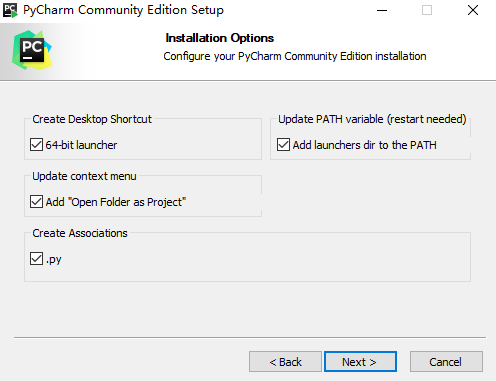 PyCharm Community Edition Setup
PC
Installation Options
Configure your PyCharm Community Edition installation
Create Desktop Shortcut
64-bit launcher
Update PATH variable (restart needed)
Add launchers dir to the PATH
Update context menu
Add "Open Folder as Project"
Create Associations
.py
< Back
Next >
Cancel